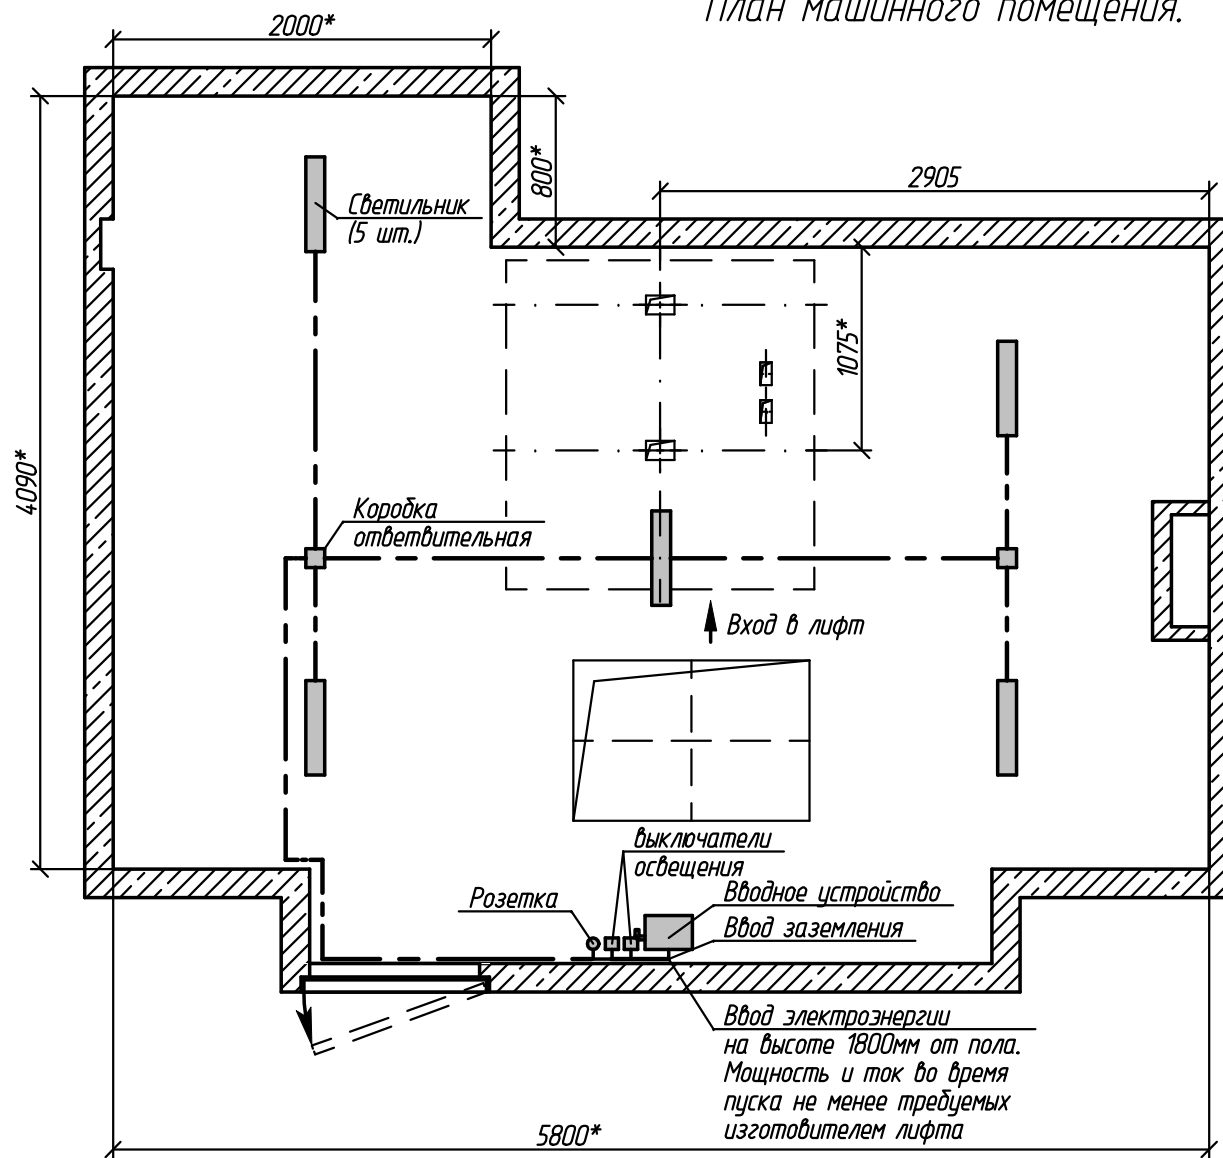 План машинного помещения.
2000*
800*
2905
Светильник
(5 шт.)
1075*
4090*
Коробка
ответвительная
Вход в лифт
выключатели
освещения
Розетка
Вводное устройство
Ввод заземления
Ввод электроэнергии
на высоте 1800мм от пола.
Мощность и ток во время
пуска не менее требуемых
изготовителем лифта
5800*